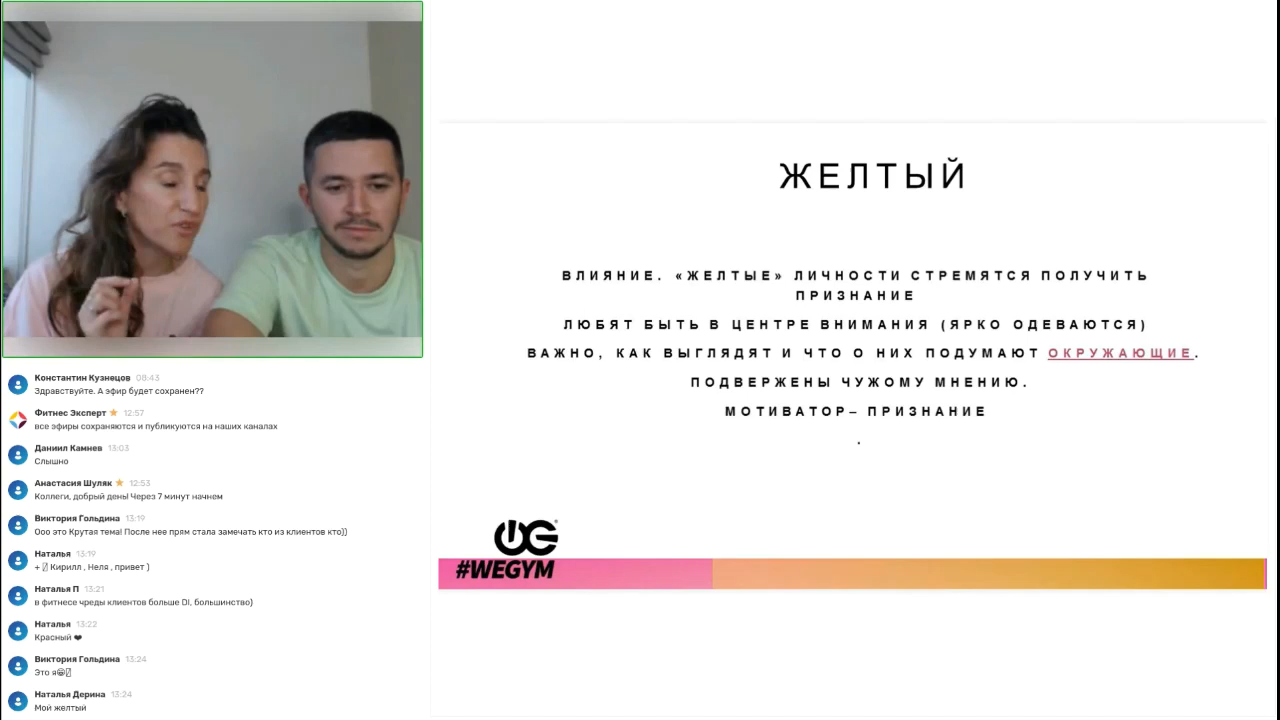 ЖЕЛТЫЙ
ВЛИЯНИЕ. «ЖЕЛТЫЕ» ЛИЧНОСТИ СТРЕМЯТСЯ ПОЛУЧИТЬ
ПРИЗНАНИЕ
ЛЮБЯТ БЫТЬ В ЦЕНТРЕ ВНИМАНИЯ (ЯРКО ОДЕВАЮТСЯ)
ВАЖНО, КАК ВЫГЛЯДЯТ И ЧТО О НИХ ПОДУМАЮТ ОКРУЖАЮЩИЕ.
ПОДВЕРЖЕНЫ ЧУЖОМУ МНЕНИЮ.
МОТИВАТОР– ПРИЗНАНИЕ
.
WG
#WEGYM
Константин Кузнецов 08:43
Здравствуйте. А эфир будет сохранен??
Фитнес Эксперт 12:57
все эфиры сохраняются и публикуются на наших каналах
Даниил Камнев 13:03
Слышно
Анастасия Шуляк 12:53
Коллеги, добрый день! Через 7 минут начнем
Виктория Гольдина 13:19
Ооо это Крутая тема! После нее прям стала замечать кто из клиентов кто))
Наталья 13:19
+ Кирилл , Неля , привет )
Наталья П 13:21
в фитнесе чреды клиентов больше DI, большинство)
Наталья 13:22
Красный ❤
Виктория Гольдина 13:24
Это я😁
Наталья Дерина 13:24
Мой желтый